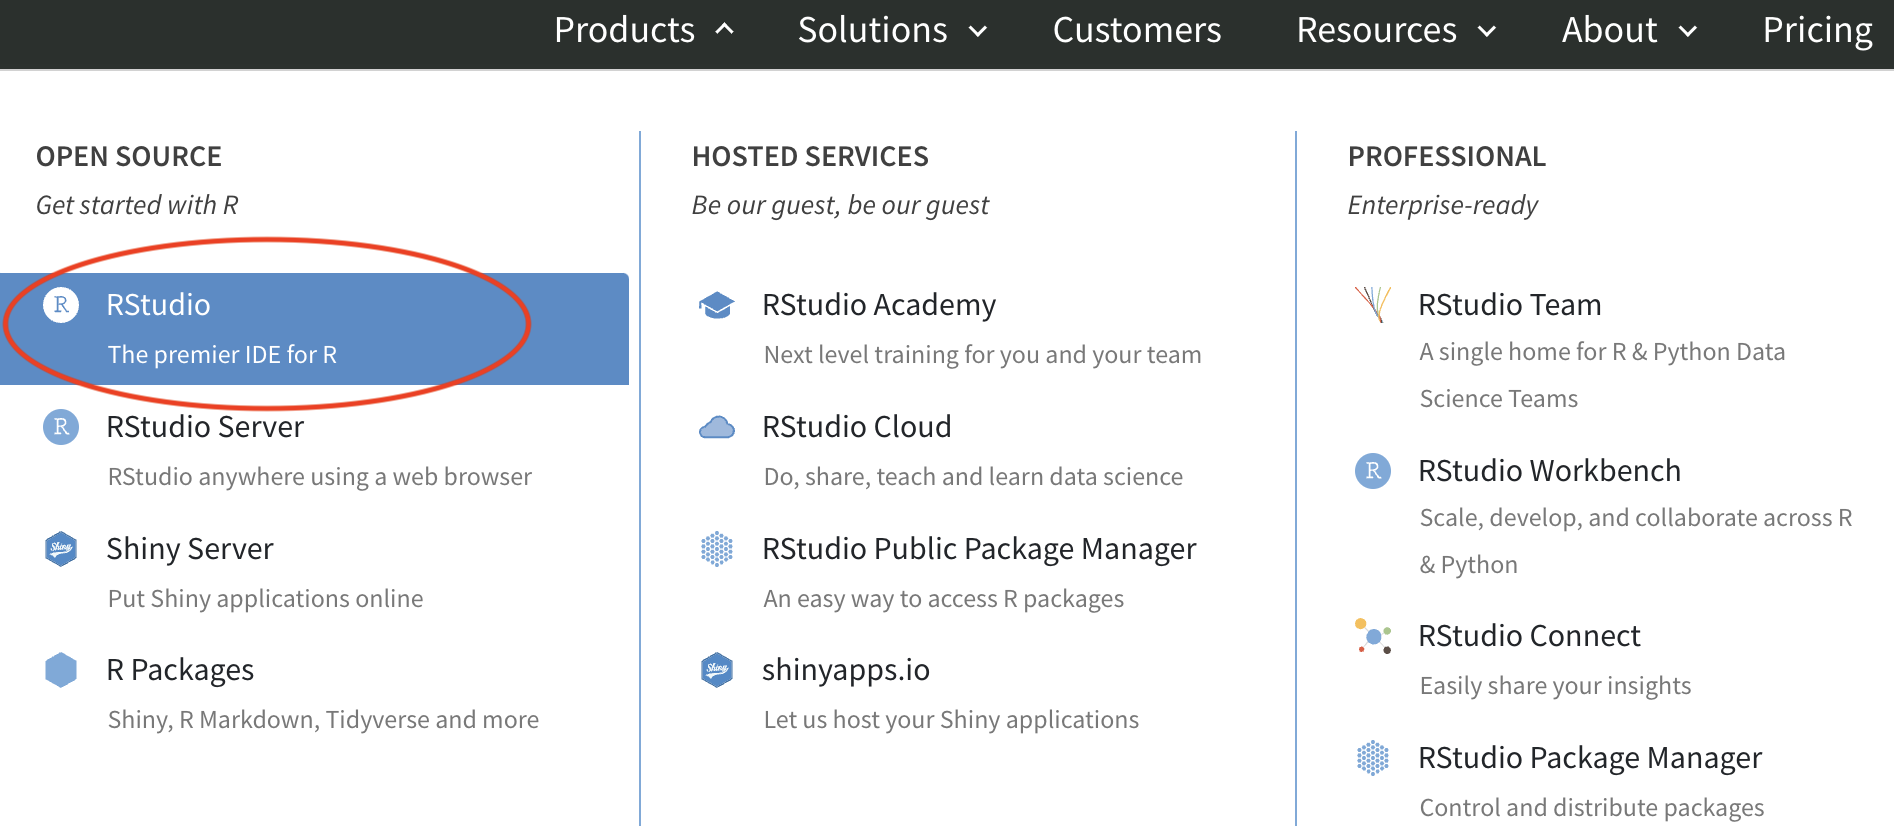 Products
Solutions
Customers
Resources
About
Pricing
OPEN SOURCE
Get started with R
R
RStudio
The premier IDE for R
R
RStudio Server
RStudio anywhere using a web browser
Shiny
Shiny Server
Put Shiny applications online
R Packages
Shiny, R Markdown, Tidyverse and more
HOSTED SERVICES
Be our guest, be our guest
RStudio Academy
Next level training for you and your team
RStudio Cloud
Do, share, teach and learn data science
RStudio Public Package Manager
An easy way to access R packages
Shiny
shinyapps.io
Let us host your Shiny applications
PROFESSIONAL
Enterprise-ready
RStudio Team
A single home for R & Python Data
Science Teams
R
RStudio Workbench
Scale, develop, and collaborate across R
& Python
RStudio Connect
Easily share your insights
RStudio Package Manager
Control and distribute packages